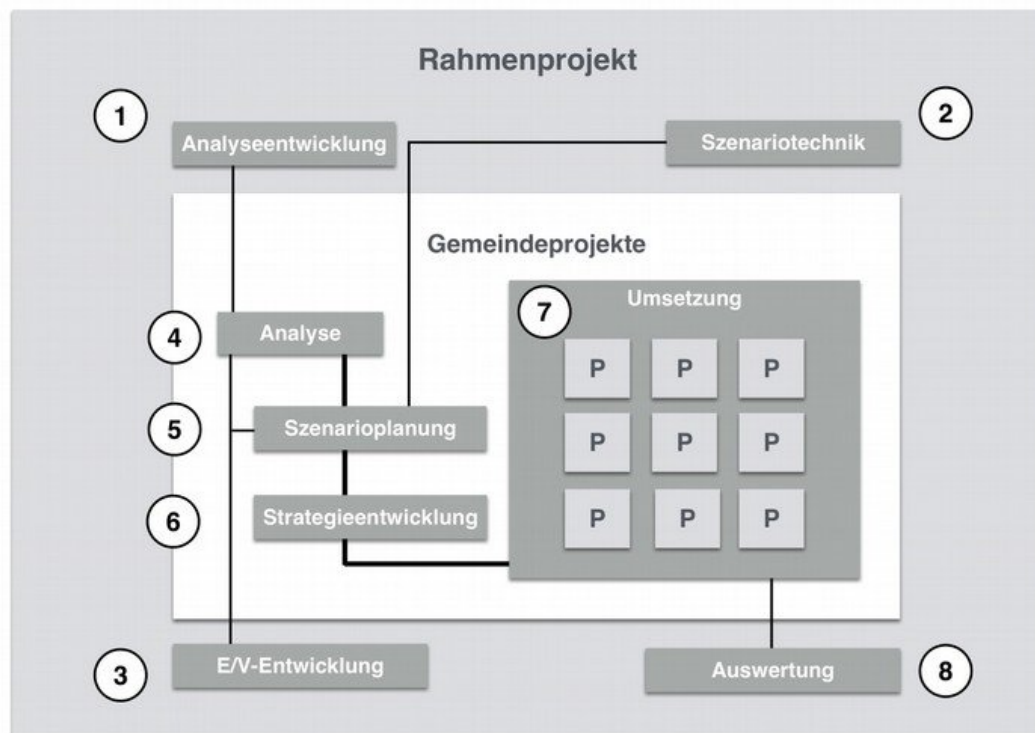 Rahmenprojekt
1
Analyseentwicklung
2
Szenariotechnik
Gemeindeprojekte
7
Umsetzung
4
Analyse
P P P
5
Szenarioplanung
P P P
6
Strategieentwicklung
P P P
3
E/V-Entwicklung
Auswertung
8